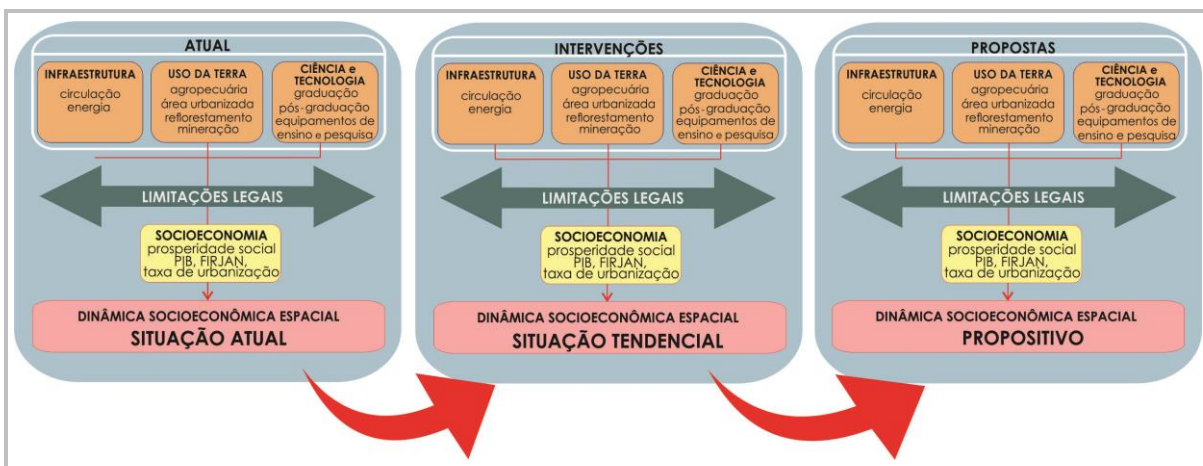 ATUAL
INFRAESTRUTURA
circulação
energia
USO DA TERRA
agropecuária
área urbanizada
reflorestamento
mineração
CIÊNCIA e
TECNOLOGIA
graduação
pós-graduação
equipamentos de
ensino e pesquisa
LIMITAÇÕES LEGAIS
SOCIOECONOMIA
prosperidade social
PIB, FIRJAN,
taxa de urbanização
DINÂMICA SOCIOECONÔMICA ESPACIAL
SITUAÇÃO ATUAL
INTERVENÇÕES
INFRAESTRUTURA
circulação
energia
USO DA TERRA
agropecuária
área urbanizada
reflorestamento
mineração
CIÊNCIA e
TECNOLOGIA
graduação
pós-graduação
equipamentos de
ensino e pesquisa
LIMITAÇÕES LEGAIS
SOCIOECONOMIA
prosperidade social
PIB, FIRJAN,
taxa de urbanização
DINÂMICA SOCIOECONÔMICA ESPACIAL
SITUAÇÃO TENDENCIAL
PROPOSTAS
INFRAESTRUTURA
circulação
energia
USO DA TERRA
agropecuária
área urbanizada
reflorestamento
mineração
CIÊNCIA e
TECNOLOGIA
graduação
pós-graduação
equipamentos de
ensino e pesquisa
LIMITAÇÕES LEGAIS
SOCIOECONOMIA
prosperidade social
PIB, FIRJAN,
taxa de urbanização
DINÂMICA SOCIOECONÔMICA ESPACIAL
PROPOSITIVO